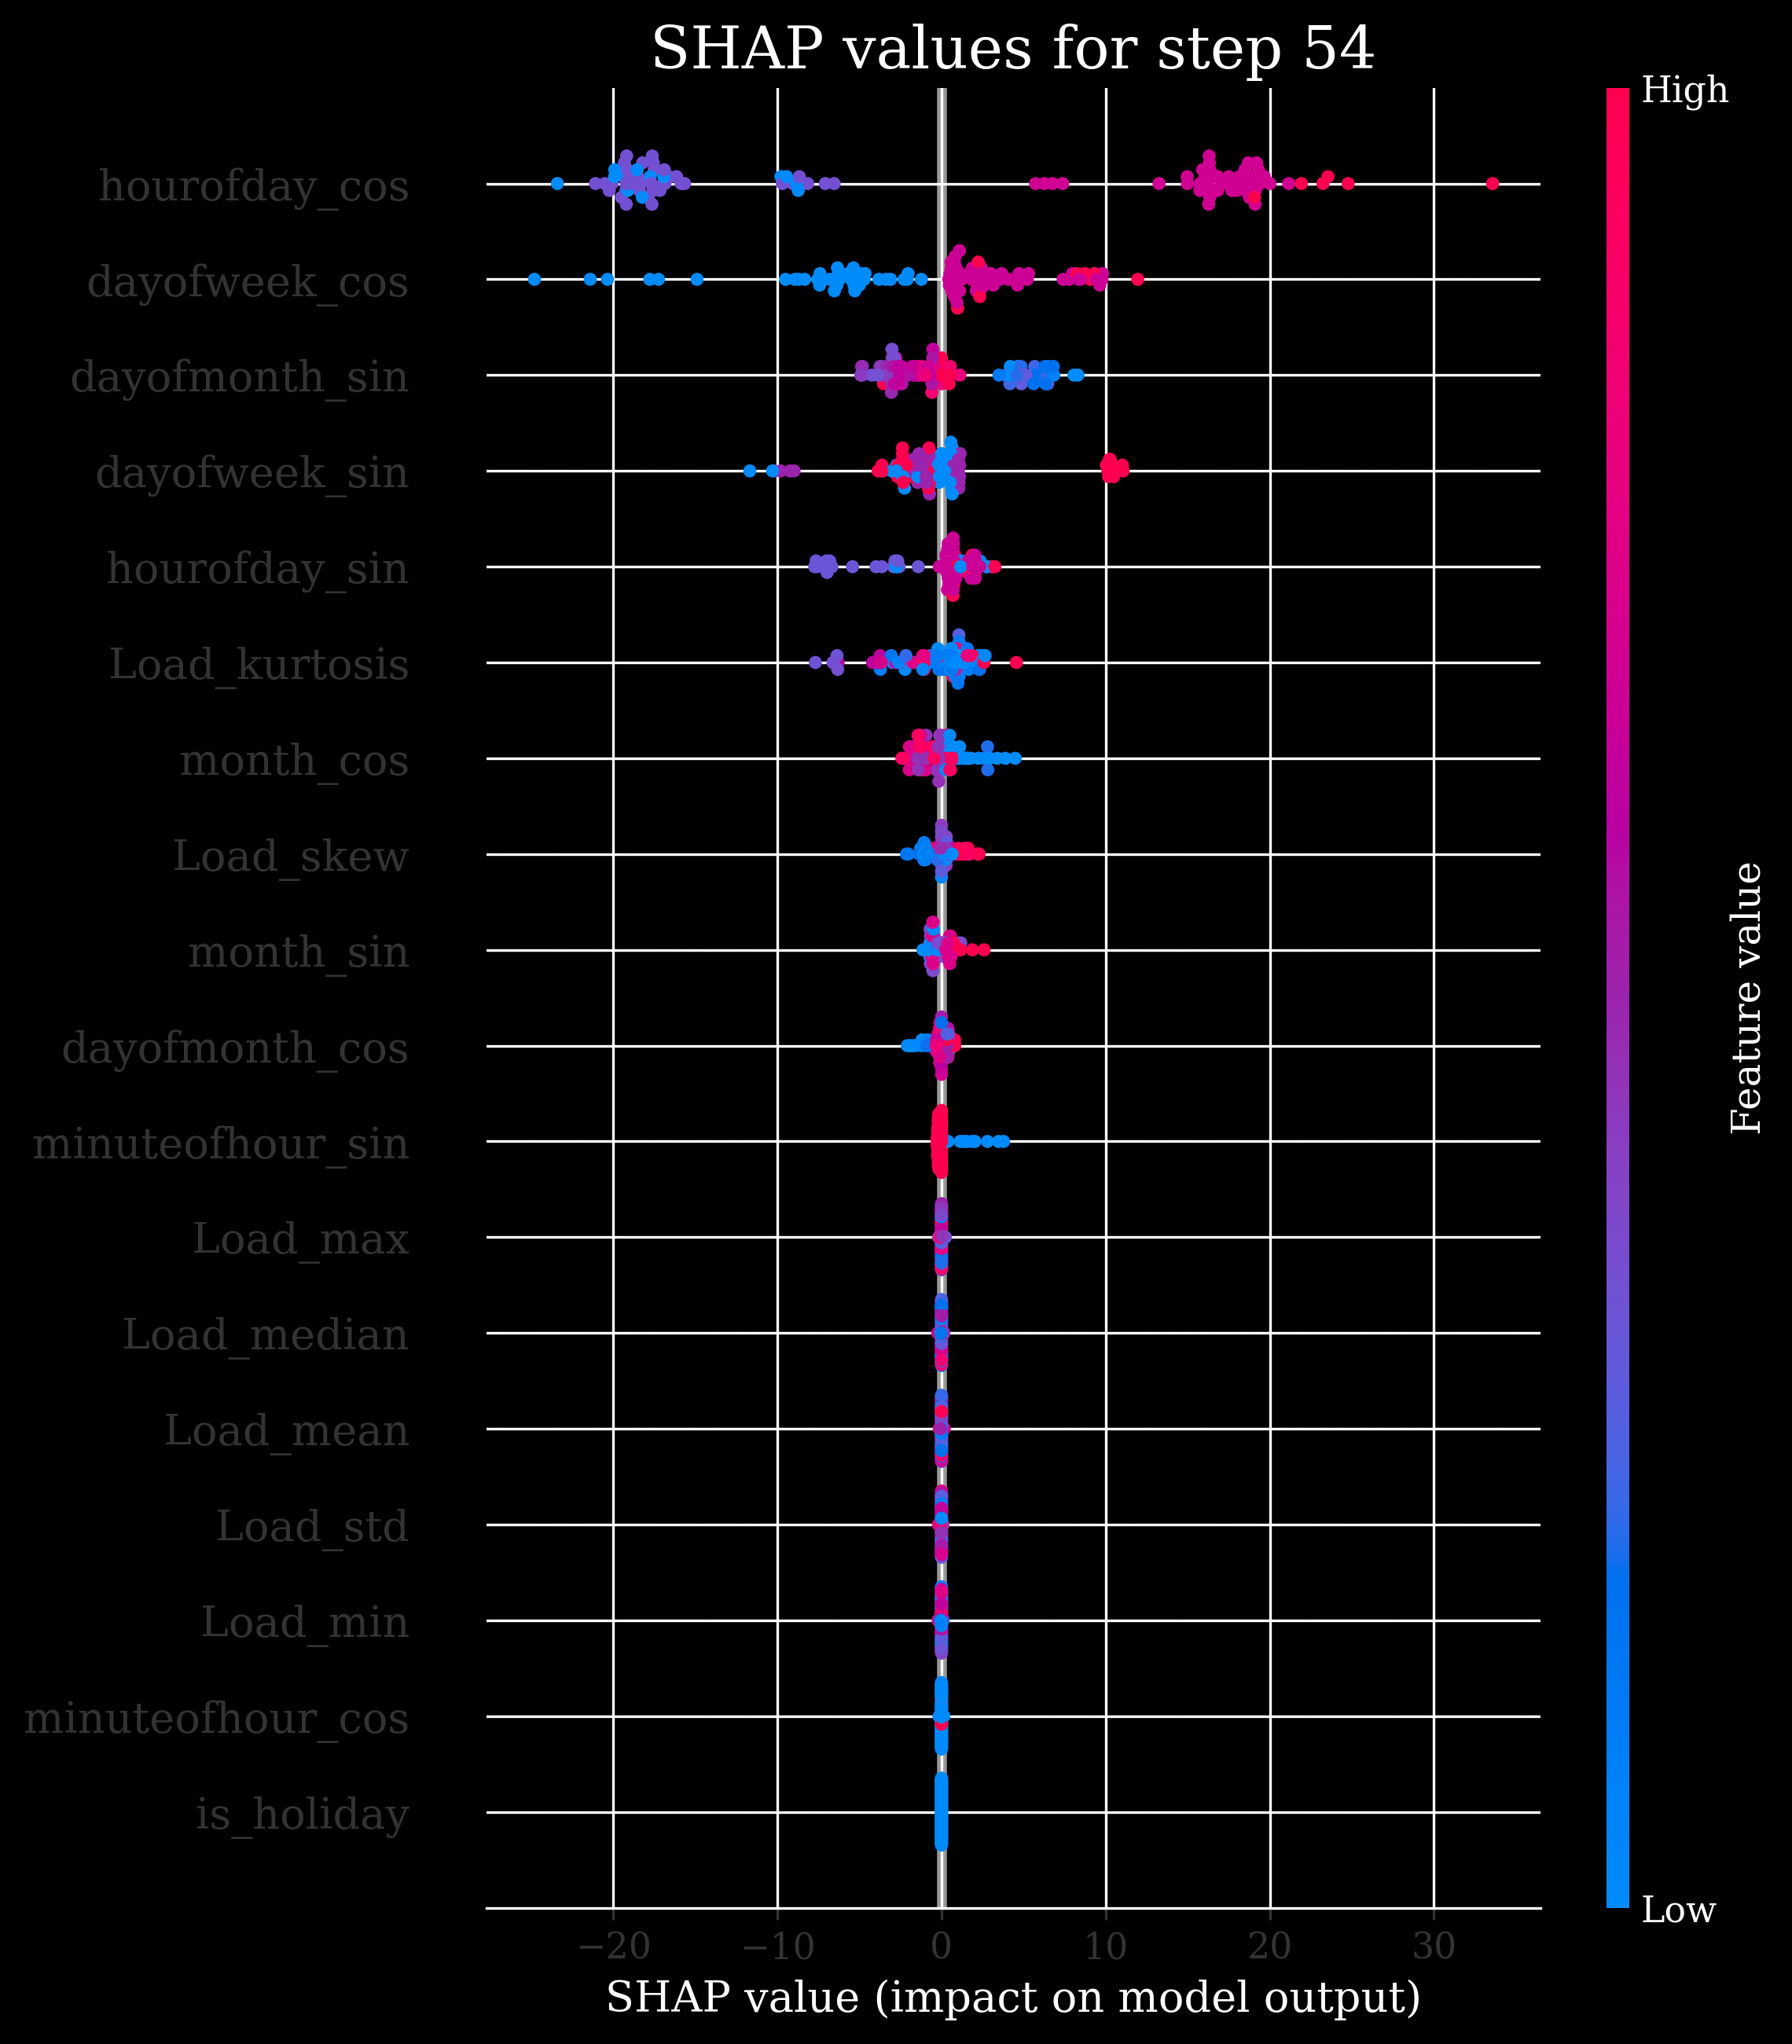 SHAP values for step 54
High
hourofday_cos
dayofweek_cos
dayofmonth_sin
dayofweek_sin
hourofday_sin
Load_kurtosis
month_cos
Load_skew
month_sin
dayofmonth_cos
minuteofhour_sin
Load_max
Load_median
Load_mean
Load_std
Load_min
minuteofhour_cos
is_holiday
Feature value
Low
−20 −10 0 10 20 30
SHAP value (impact on model output)